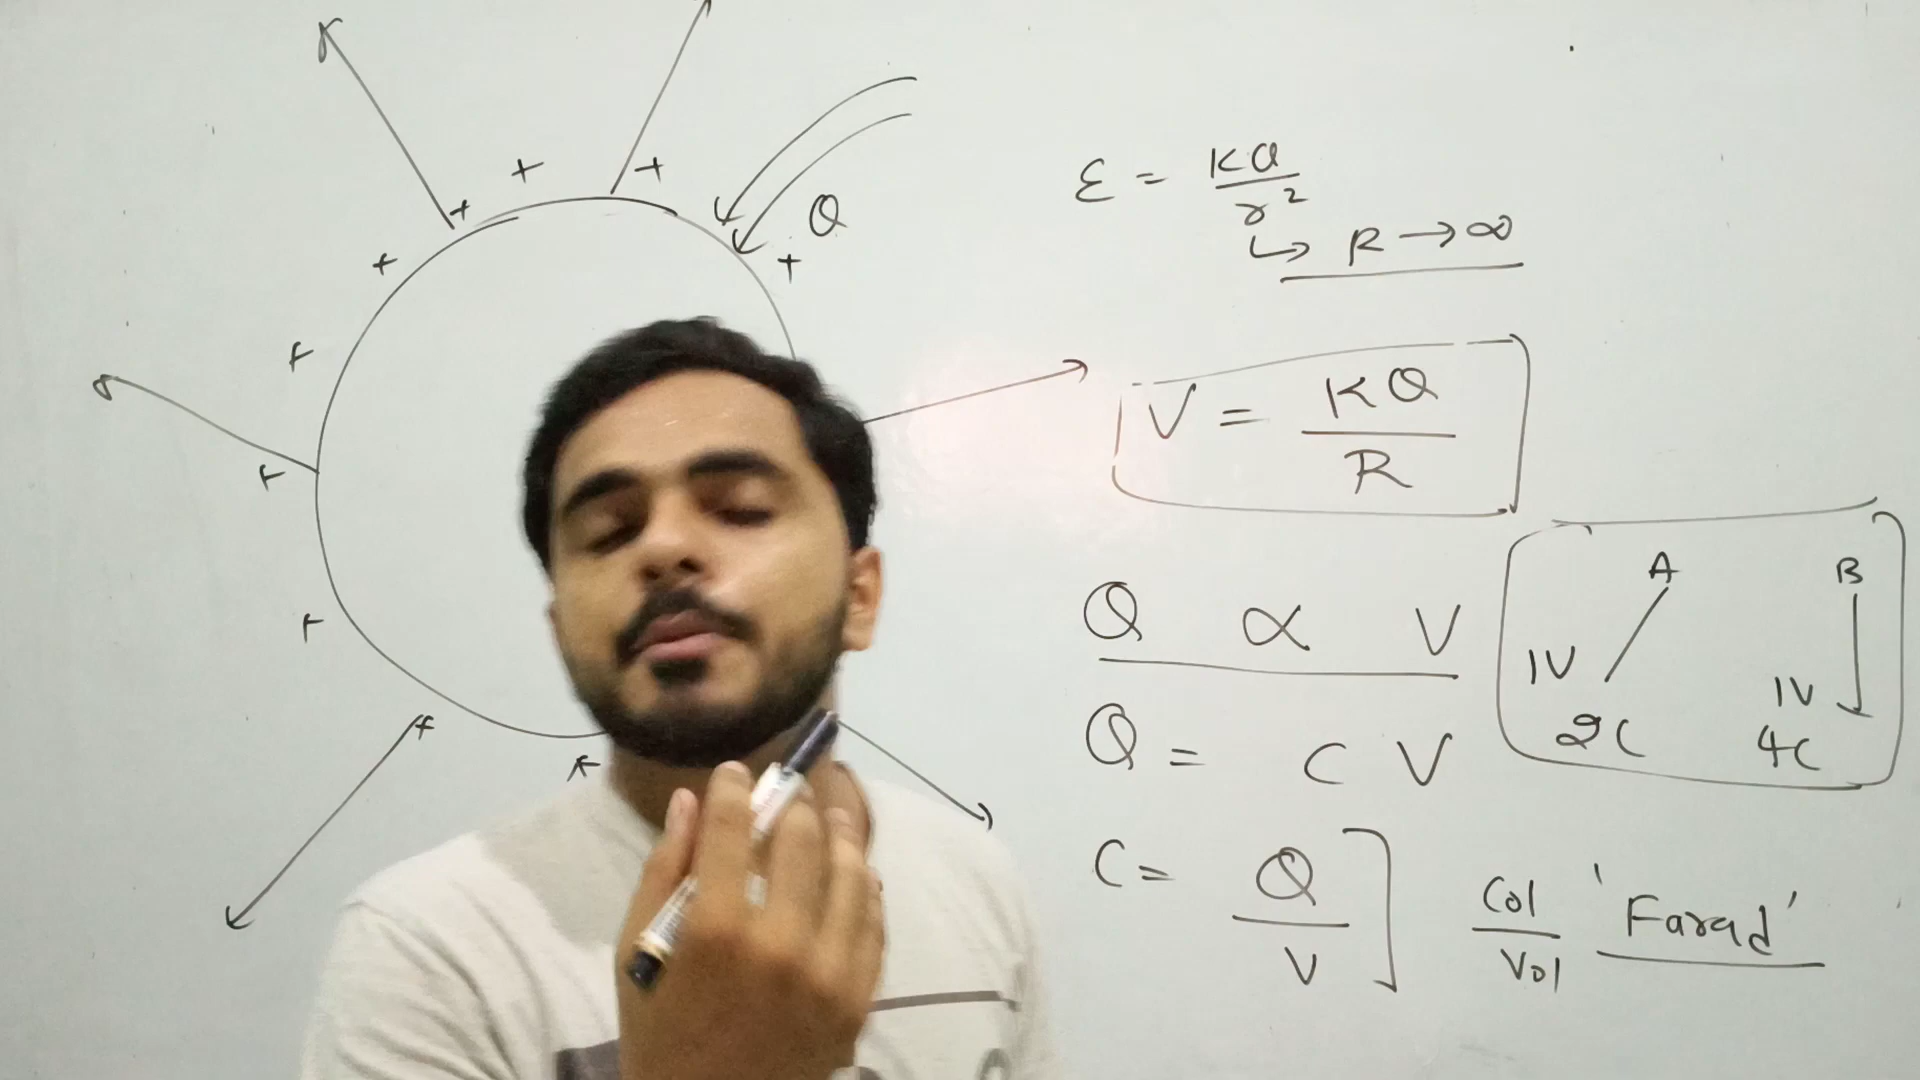 Q
ε = KQ / r²
↳ R → ∞
V = KQ / R
Q ∝ V
Q = C V
C = Q / V
Col / Vol 'Farad'
A B
1V 1V
2C 4C
+ + + + + + + + + +